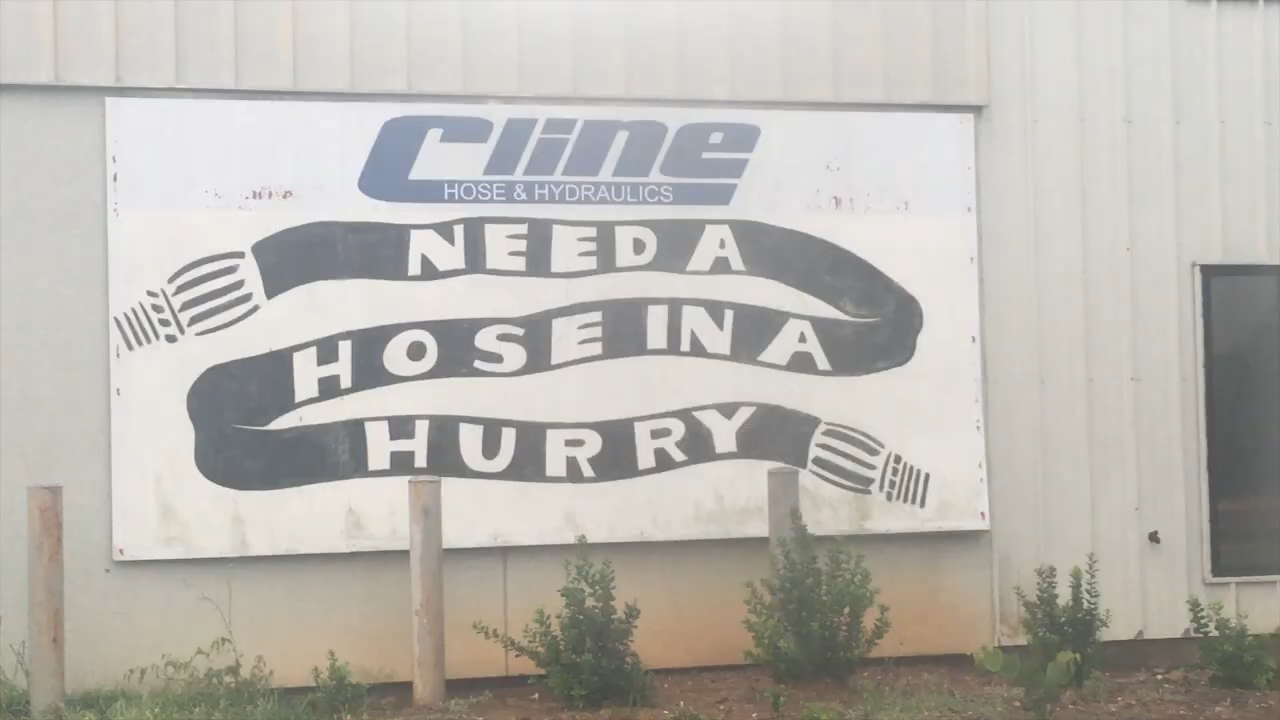 Cline
HOSE & HYDRAULICS
NEED A
HOSE IN A
HURRY